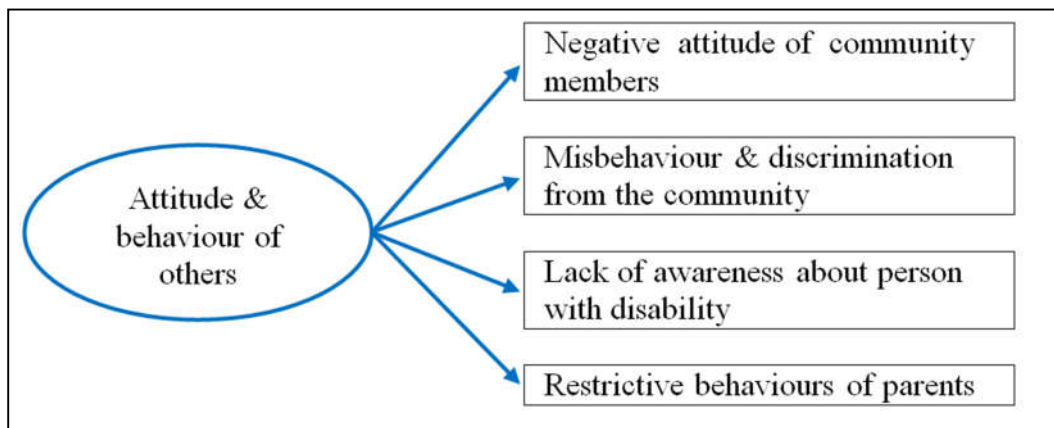 Attitude &
behaviour of
others
Negative attitude of community
members
Misbehaviour & discrimination
from the community
Lack of awareness about person
with disability
Restrictive behaviours of parents